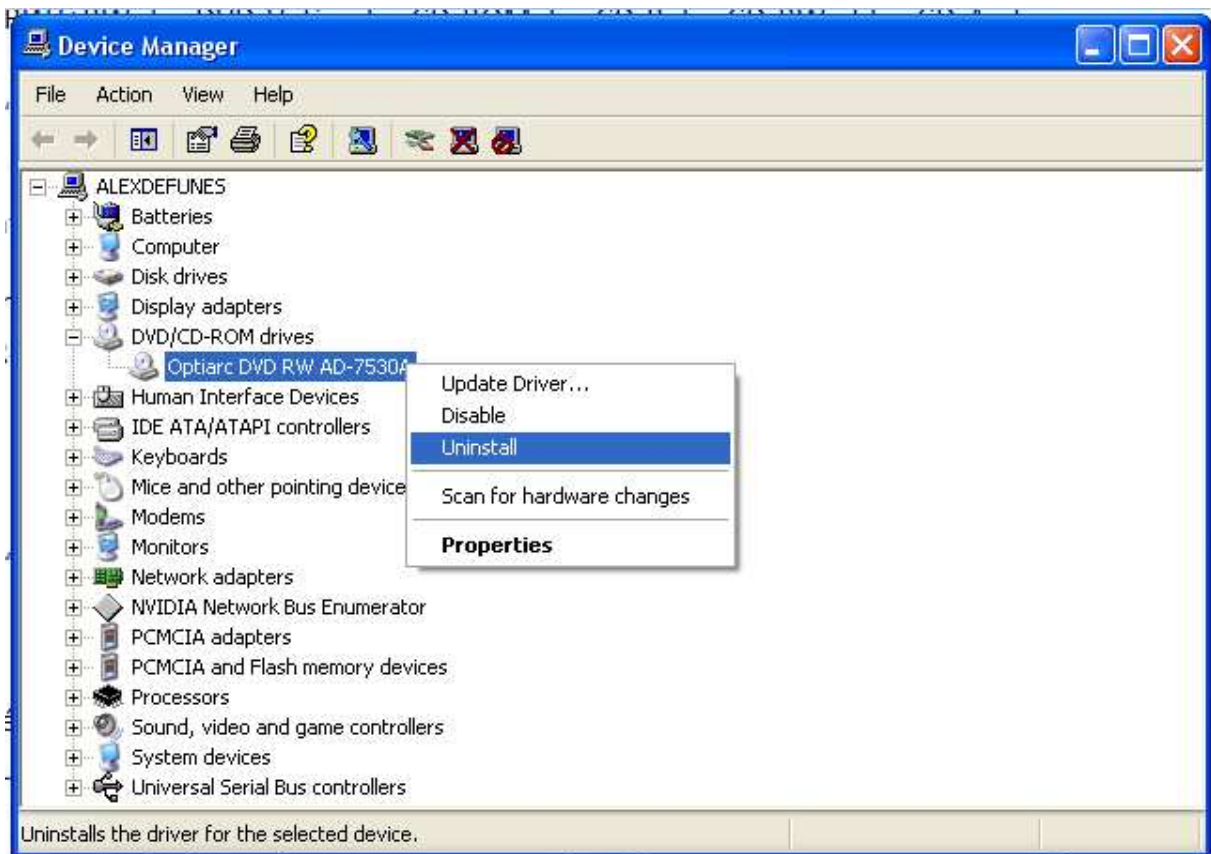 Device Manager
File Action View Help
ALEXDEFUNES
Batteries
Computer
Disk drives
Display adapters
DVD/CD-ROM drives
Optiarc DVD RW AD-7530A
Update Driver...
Disable
Uninstall
Scan for hardware changes
Properties
Human Interface Devices
IDE ATA/ATAPI controllers
Keyboards
Mice and other pointing device
Modems
Monitors
Network adapters
NVIDIA Network Bus Enumerator
PCMCIA adapters
PCMCIA and Flash memory devices
Processors
Sound, video and game controllers
System devices
Universal Serial Bus controllers
Uninstalls the driver for the selected device.